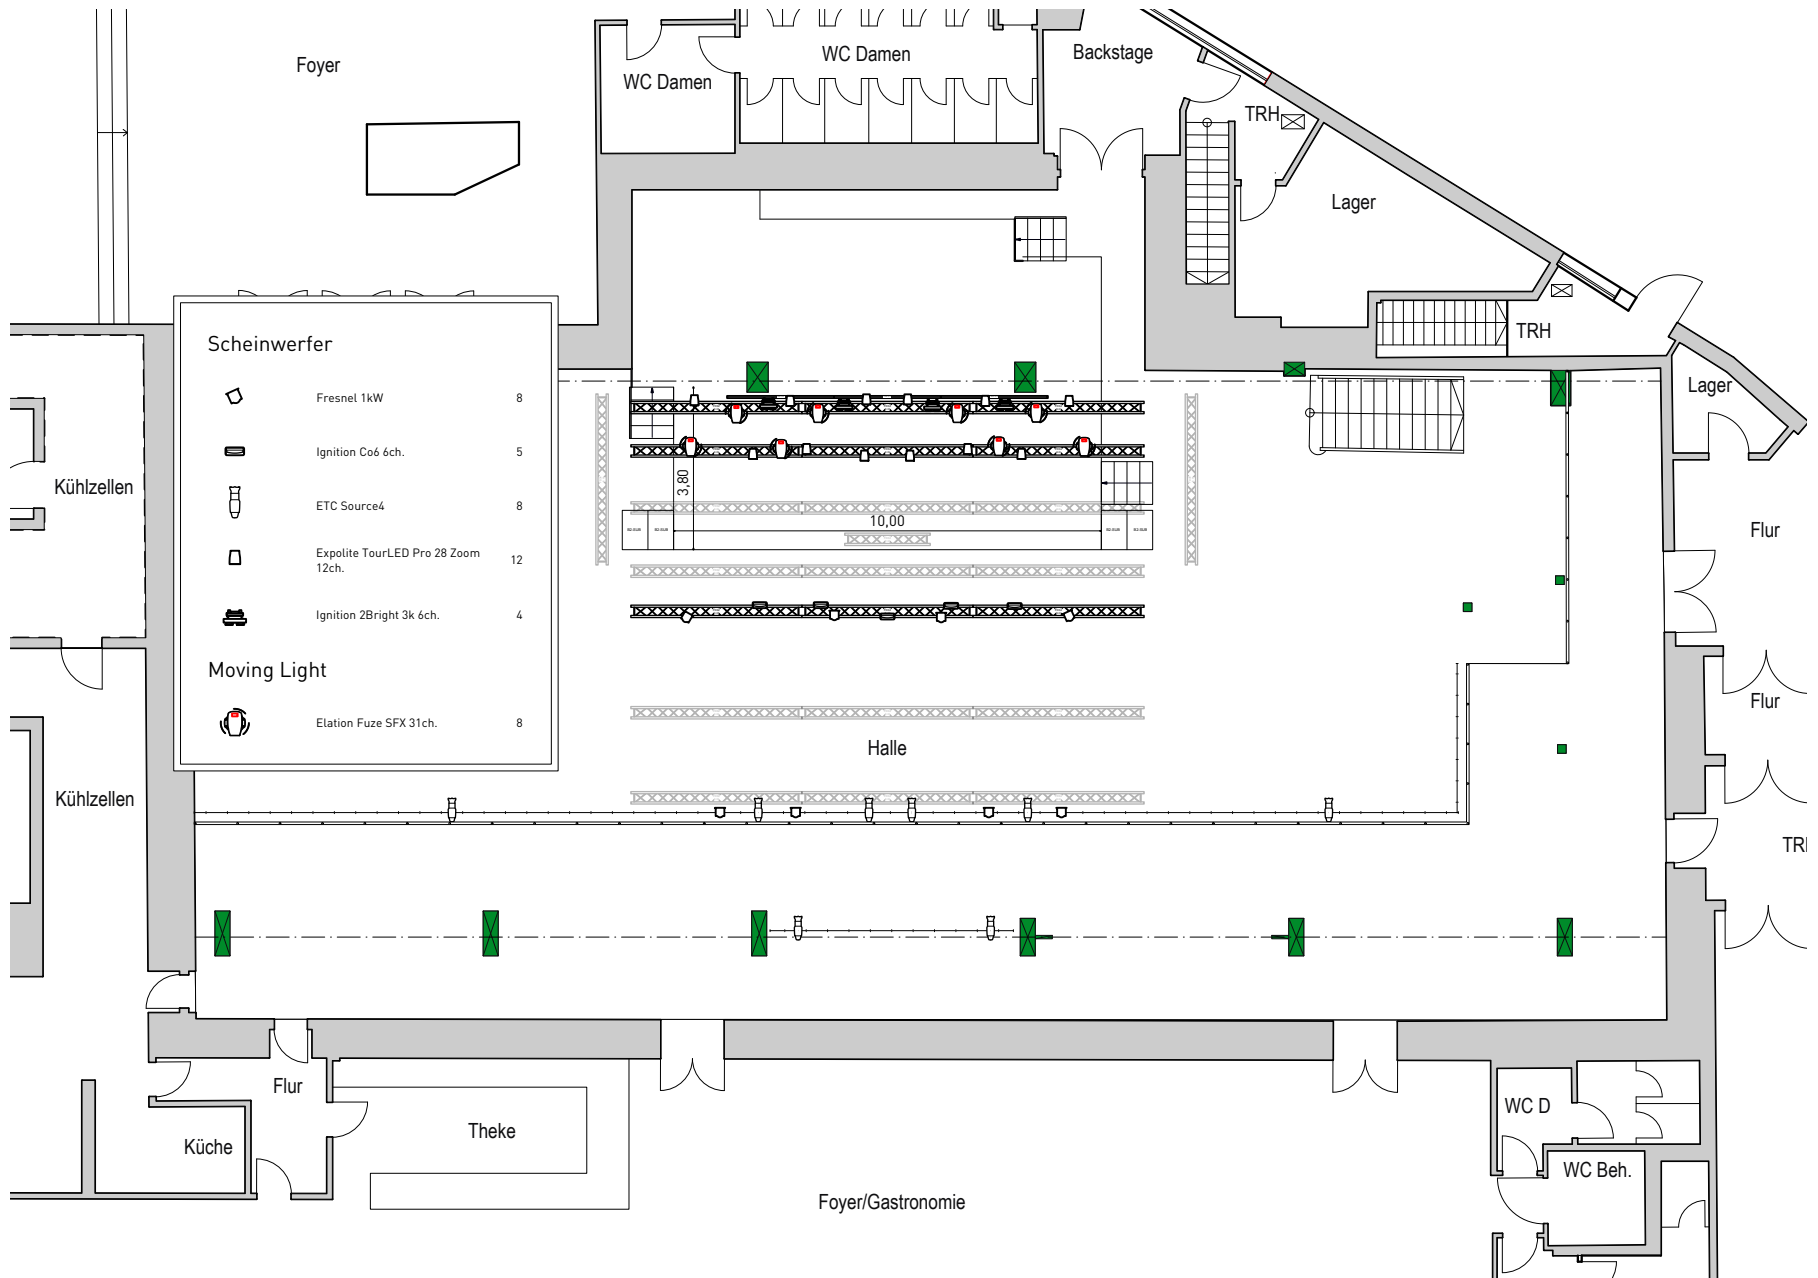 Foyer
WC Damen
WC Damen
Backstage
TRH
Lager
TRH
Lager
Scheinwerfer
Fresnel 1kW 8
Ignition Co6 6ch. 5
ETC Source4 8
Expolite TourLED Pro 28 Zoom
12ch. 12
Ignition 2Bright 3k 6ch. 4
Moving Light
Elation Fuze SFX 31ch. 8
Kühlzellen
3,80
10,00
Flur
Flur
Halle
Kühlzellen
Flur
Küche
Theke
Foyer/Gastronomie
WC D
WC Beh.